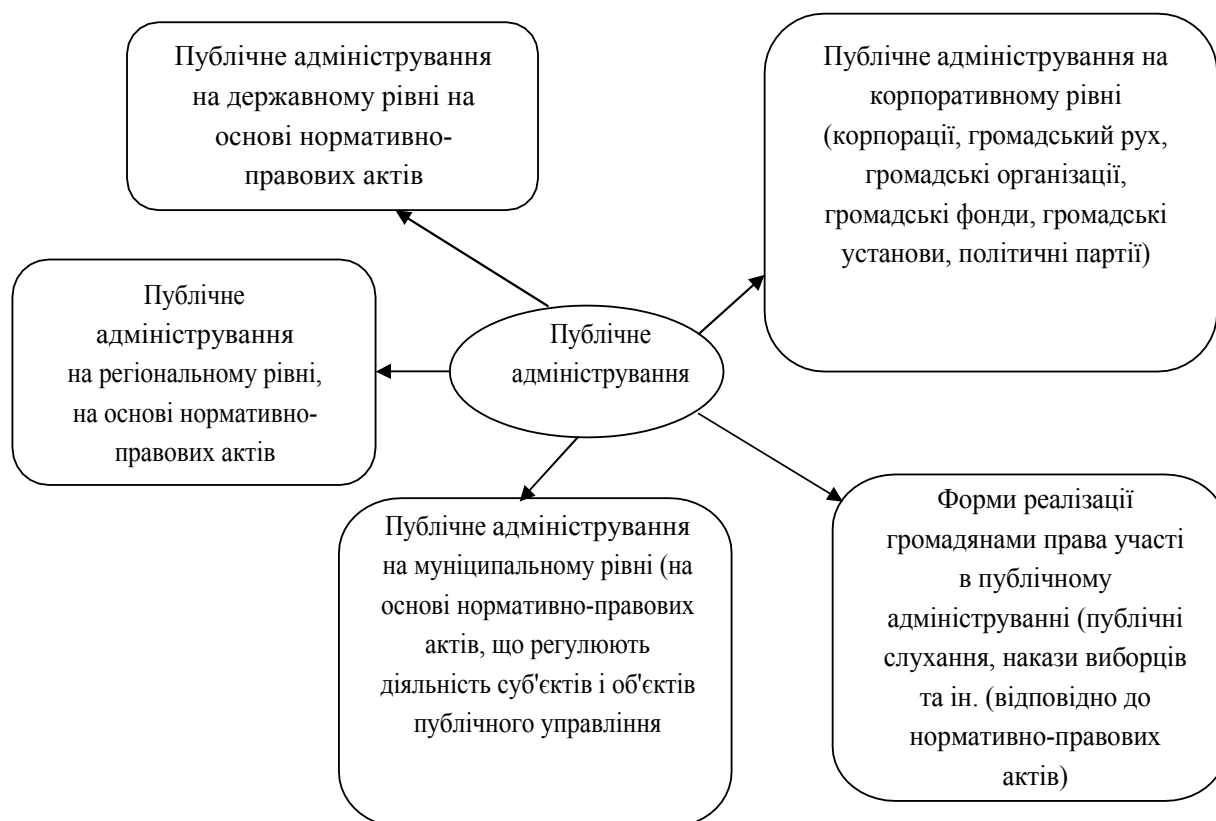 Публічне адміністрування
на державному рівні на
основі нормативно-
правових актів
Публічне адміністрування на
корпоративному рівні
(корпорації, громадський рух,
громадські організації,
громадські фонди, громадські
установи, політичні партії)
Публічне
адміністрування
на регіональному рівні,
на основі нормативно-
правових актів
Публічне
адміністрування
Публічне адміністрування
на муніципальному рівні (на
основі нормативно-правових
актів, що регулюють
діяльність суб'єктів і об'єктів
публічного управління
Форми реалізації
громадянами права участі
в публічному
адмініструванні (публічні
слухання, накази виборців
та ін. (відповідно до
нормативно-правових
актів)